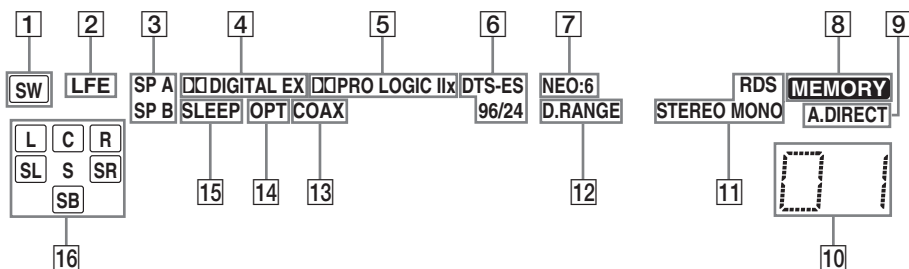 1 2 3 4 5 6 7 8 9
SW LFE SP A DIGITAL EX PRO LOGIC IIx DTS-ES NEO:6 RDS MEMORY
SP B SLEEP OPT COAX 96/24 D.RANGE STEREO MONO A.DIRECT
L C R
SL S SR
SB
15 14 13 12 11
16 10
01